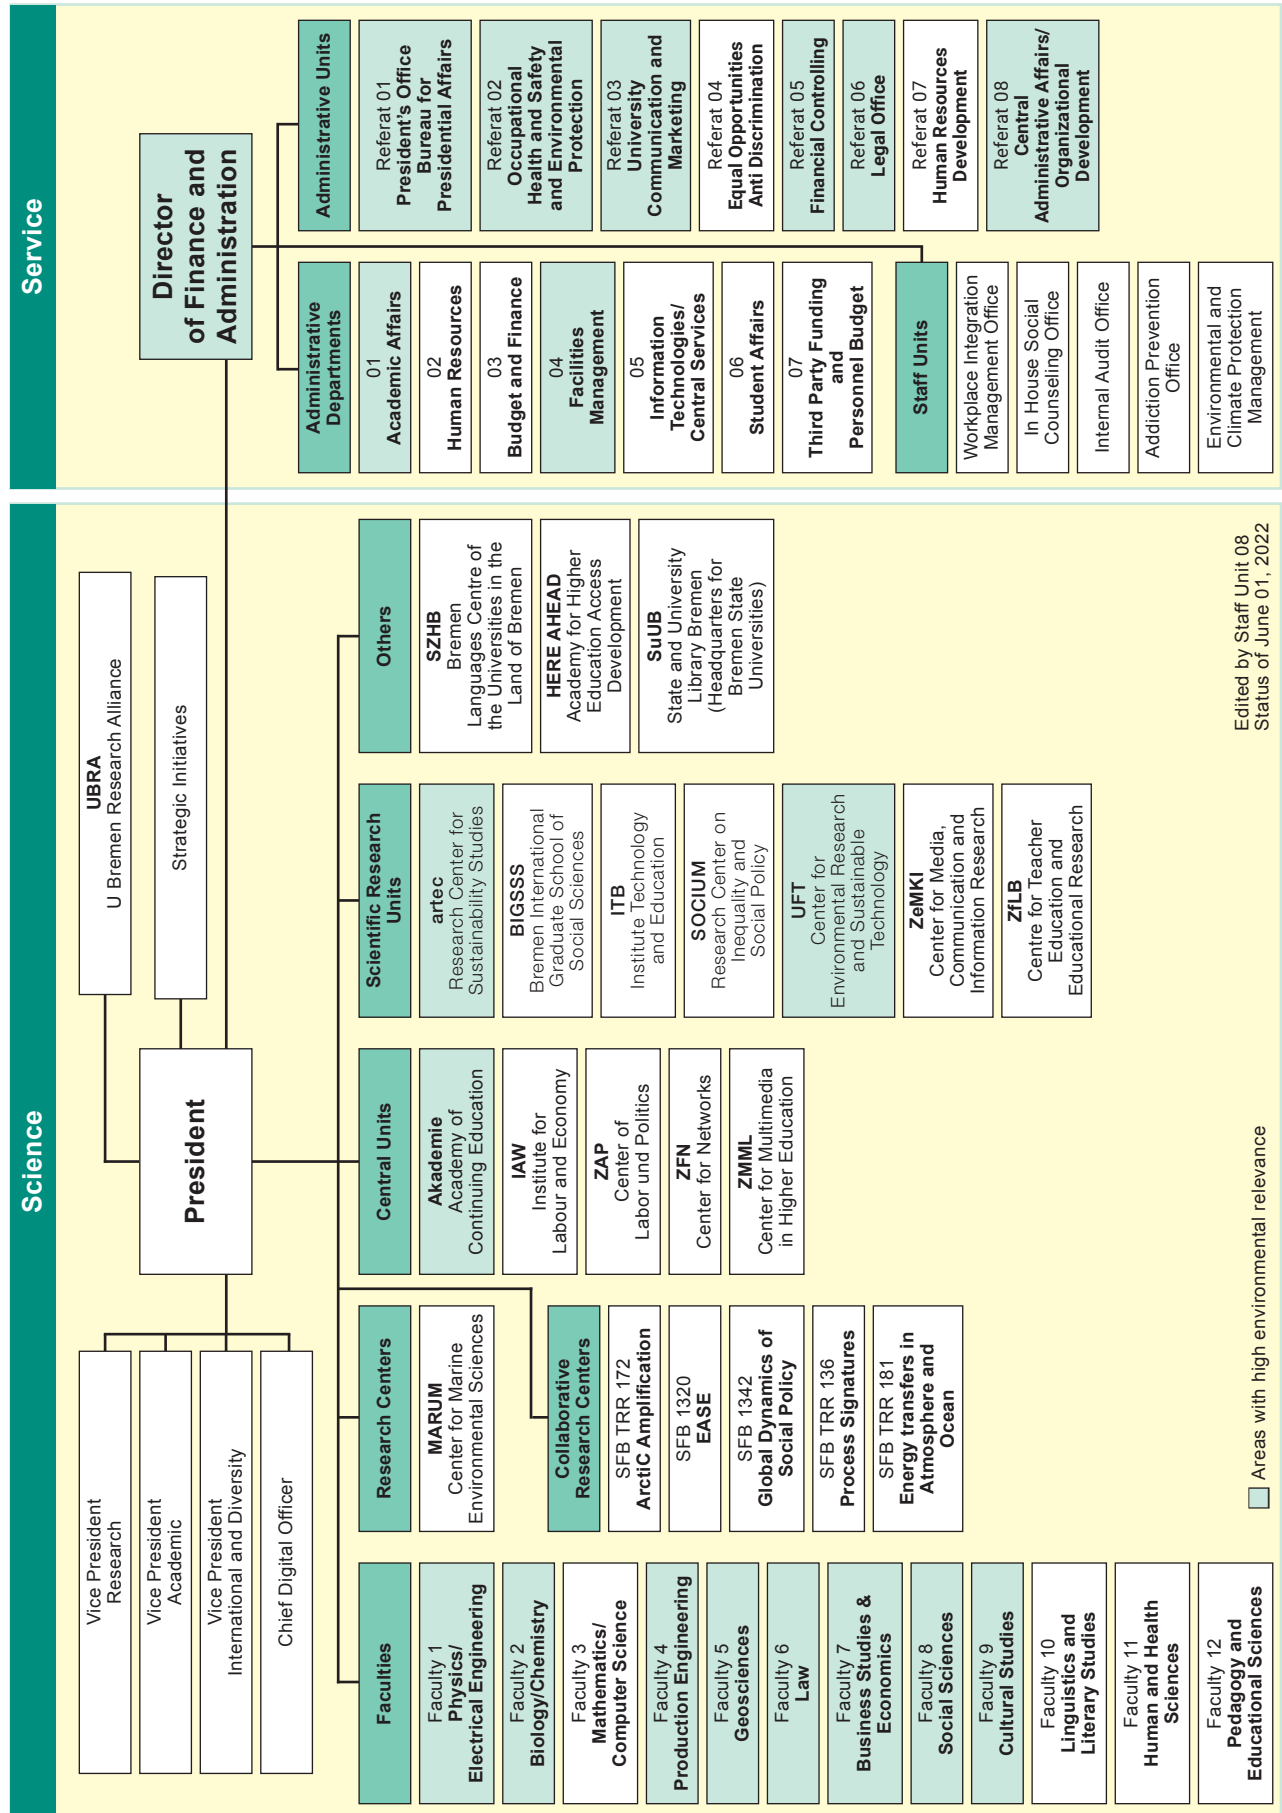 Science
Vice President
Research
Vice President
Academic
Vice President
International and Diversity
Chief Digital Officer
President
UBRA
U Bremen Research Alliance
Strategic Initiatives
Faculties
Faculty 1
Physics/
Electrical Engineering
Faculty 2
Biology/Chemistry
Faculty 3
Mathematics/
Computer Science
Faculty 4
Production Engineering
Faculty 5
Geosciences
Faculty 6
Law
Faculty 7
Business Studies &
Economics
Faculty 8
Social Sciences
Faculty 9
Cultural Studies
Faculty 10
Linguistics and
Literary Studies
Faculty 11
Human and Health
Sciences
Faculty 12
Pedagogy and
Educational Sciences
Research Centers
MARUM
Center for Marine
Environmental Sciences
Collaborative
Research Centers
SFB TRR 172
ArctiC Amplification
SFB 1320
EASE
SFB 1342
Global Dynamics of
Social Policy
SFB TRR 136
Process Signatures
SFB TRR 181
Energy transfers in
Atmosphere and
Ocean
Central Units
Akademie
Academy of
Continuing Education
IAW
Institute for
Labour and Economy
ZAP
Center of
Labor und Politics
ZFN
Center for Networks
ZMML
Center for Multimedia
in Higher Education
Scientific Research
Units
artec
Research Center for
Sustainability Studies
BIGSSS
Bremen International
Graduate School of
Social Sciences
ITB
Institute Technology
and Education
SOCIUM
Research Center on
Inequality and
Social Policy
UFT
Center for
Environmental Research
and Sustainable
Technology
ZeMKI
Center for Media,
Communication and
Information Research
ZfLB
Centre for Teacher
Education and
Educational Research
Others
SZHB
Bremen
Languages Centre of
the Universities in the
Land of Bremen
HERE AHEAD
Academy for Higher
Education Access
Development
SuUB
State and University
Library Bremen
(Headquarters for
Bremen State
Universities)
Areas with high environmental relevance
Edited by Staff Unit 08
Status of June 01, 2022
Service
Director
of Finance and
Administration
Administrative
Departments
01
Academic Affairs
02
Human Resources
03
Budget and Finance
04
Facilities
Management
05
Information
Technologies/
Central Services
06
Student Affairs
07
Third Party Funding
and
Personnel Budget
Staff Units
Workplace Integration
Management Office
In House Social
Counseling Office
Internal Audit Office
Addiction Prevention
Office
Environmental and
Climate Protection
Management
Administrative Units
Referat 01
President's Office
Bureau for
Presidential Affairs
Referat 02
Occupational
Health and Safety
and Environmental
Protection
Referat 03
University
Communication and
Marketing
Referat 04
Equal Opportunities
Anti Discrimination
Referat 05
Financial Controlling
Referat 06
Legal Office
Referat 07
Human Resources
Development
Referat 08
Central
Administrative Affairs/
Organizational
Development